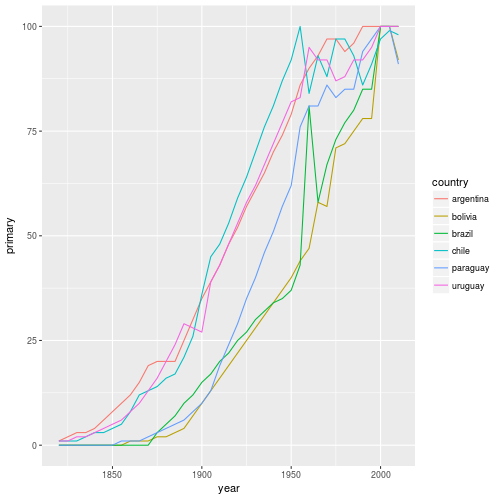 100
75
50
25
0
primary
1850
1900
1950
2000
year
country
argentina
bolivia
brazil
chile
paraguay
uruguay